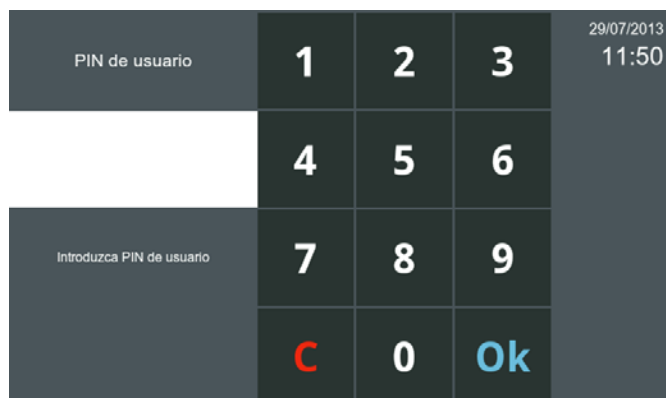 PIN de usuario
1 2 3
29/07/2013
11:50
4 5 6
Introduzca PIN de usuario
7 8 9
C 0 Ok